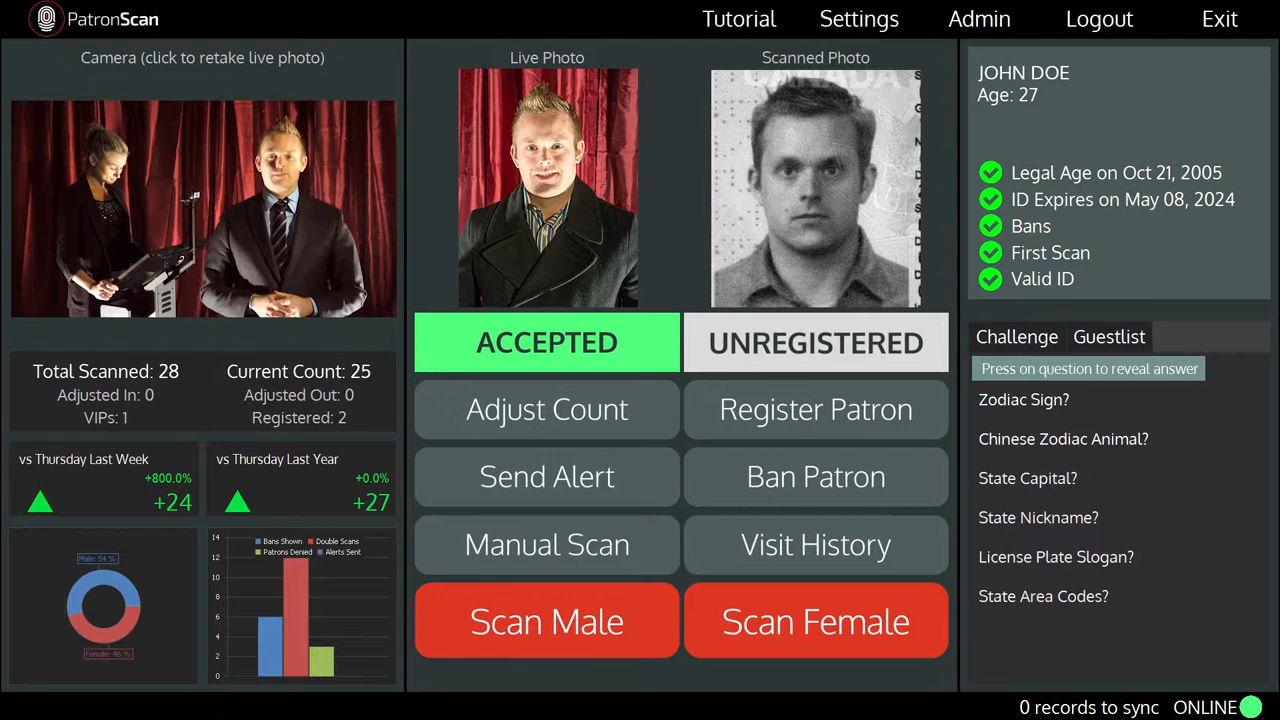 PatronScan
Tutorial
Settings
Admin
Logout
Exit
Camera (click to retake live photo)
Live Photo
Scanned Photo
CANADA
JOHN DOE
Age: 27
Legal Age on Oct 21, 2005
ID Expires on May 08, 2024
Bans
First Scan
Valid ID
ACCEPTED
UNREGISTERED
Adjust Count
Register Patron
Send Alert
Ban Patron
Manual Scan
Visit History
Scan Male
Scan Female
Total Scanned: 28
Adjusted In: 0
VIPs: 1
Current Count: 25
Adjusted Out: 0
Registered: 2
vs Thursday Last Week
+800.0%
+24
vs Thursday Last Year
+0.0%
+27
Male: 54 %
Female: 46 %
Bans Shown
Double Scans
Patrons Denied
Alerts Sent
14
12
10
8
6
4
2
0
Challenge
Guestlist
Press on question to reveal answer
Zodiac Sign?
Chinese Zodiac Animal?
State Capital?
State Nickname?
License Plate Slogan?
State Area Codes?
0 records to sync
ONLINE